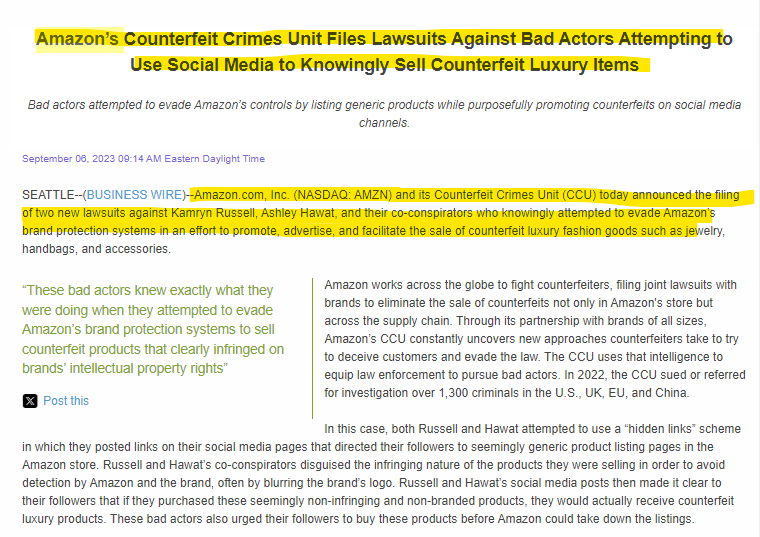 Amazon's Counterfeit Crimes Unit Files Lawsuits Against Bad Actors Attempting to
Use Social Media to Knowingly Sell Counterfeit Luxury Items
Bad actors attempted to evade Amazon's controls by listing generic products while purposefully promoting counterfeits on social media
channels.
September 06, 2023 09:14 AM Eastern Daylight Time
SEATTLE--(BUSINESS WIRE)--Amazon.com, Inc. (NASDAQ: AMZN) and its Counterfeit Crimes Unit (CCU) today announced the filing
of two new lawsuits against Kamryn Russell, Ashley Hawat, and their co-conspirators who knowingly attempted to evade Amazon's
brand protection systems in an effort to promote, advertise, and facilitate the sale of counterfeit luxury fashion goods such as jewelry,
handbags, and accessories.
“These bad actors knew exactly what they
were doing when they attempted to evade
Amazon's brand protection systems to sell
counterfeit products that clearly infringed on
brands' intellectual property rights”
X Post this
Amazon works across the globe to fight counterfeiters, filing joint lawsuits with
brands to eliminate the sale of counterfeits not only in Amazon's store but
across the supply chain. Through its partnership with brands of all sizes,
Amazon's CCU constantly uncovers new approaches counterfeiters take to try
to deceive customers and evade the law. The CCU uses that intelligence to
equip law enforcement to pursue bad actors. In 2022, the CCU sued or referred
for investigation over 1,300 criminals in the U.S., UK, EU, and China.
In this case, both Russell and Hawat attempted to use a “hidden links” scheme
in which they posted links on their social media pages that directed their followers to seemingly generic product listing pages in the
Amazon store. Russell and Hawat's co-conspirators disguised the infringing nature of the products they were selling in order to avoid
detection by Amazon and the brand, often by blurring the brand's logo. Russell and Hawat's social media posts then made it clear to
their followers that if they purchased these seemingly non-infringing and non-branded products, they would actually receive counterfeit
luxury products. These bad actors also urged their followers to buy these products before Amazon could take down the listings.